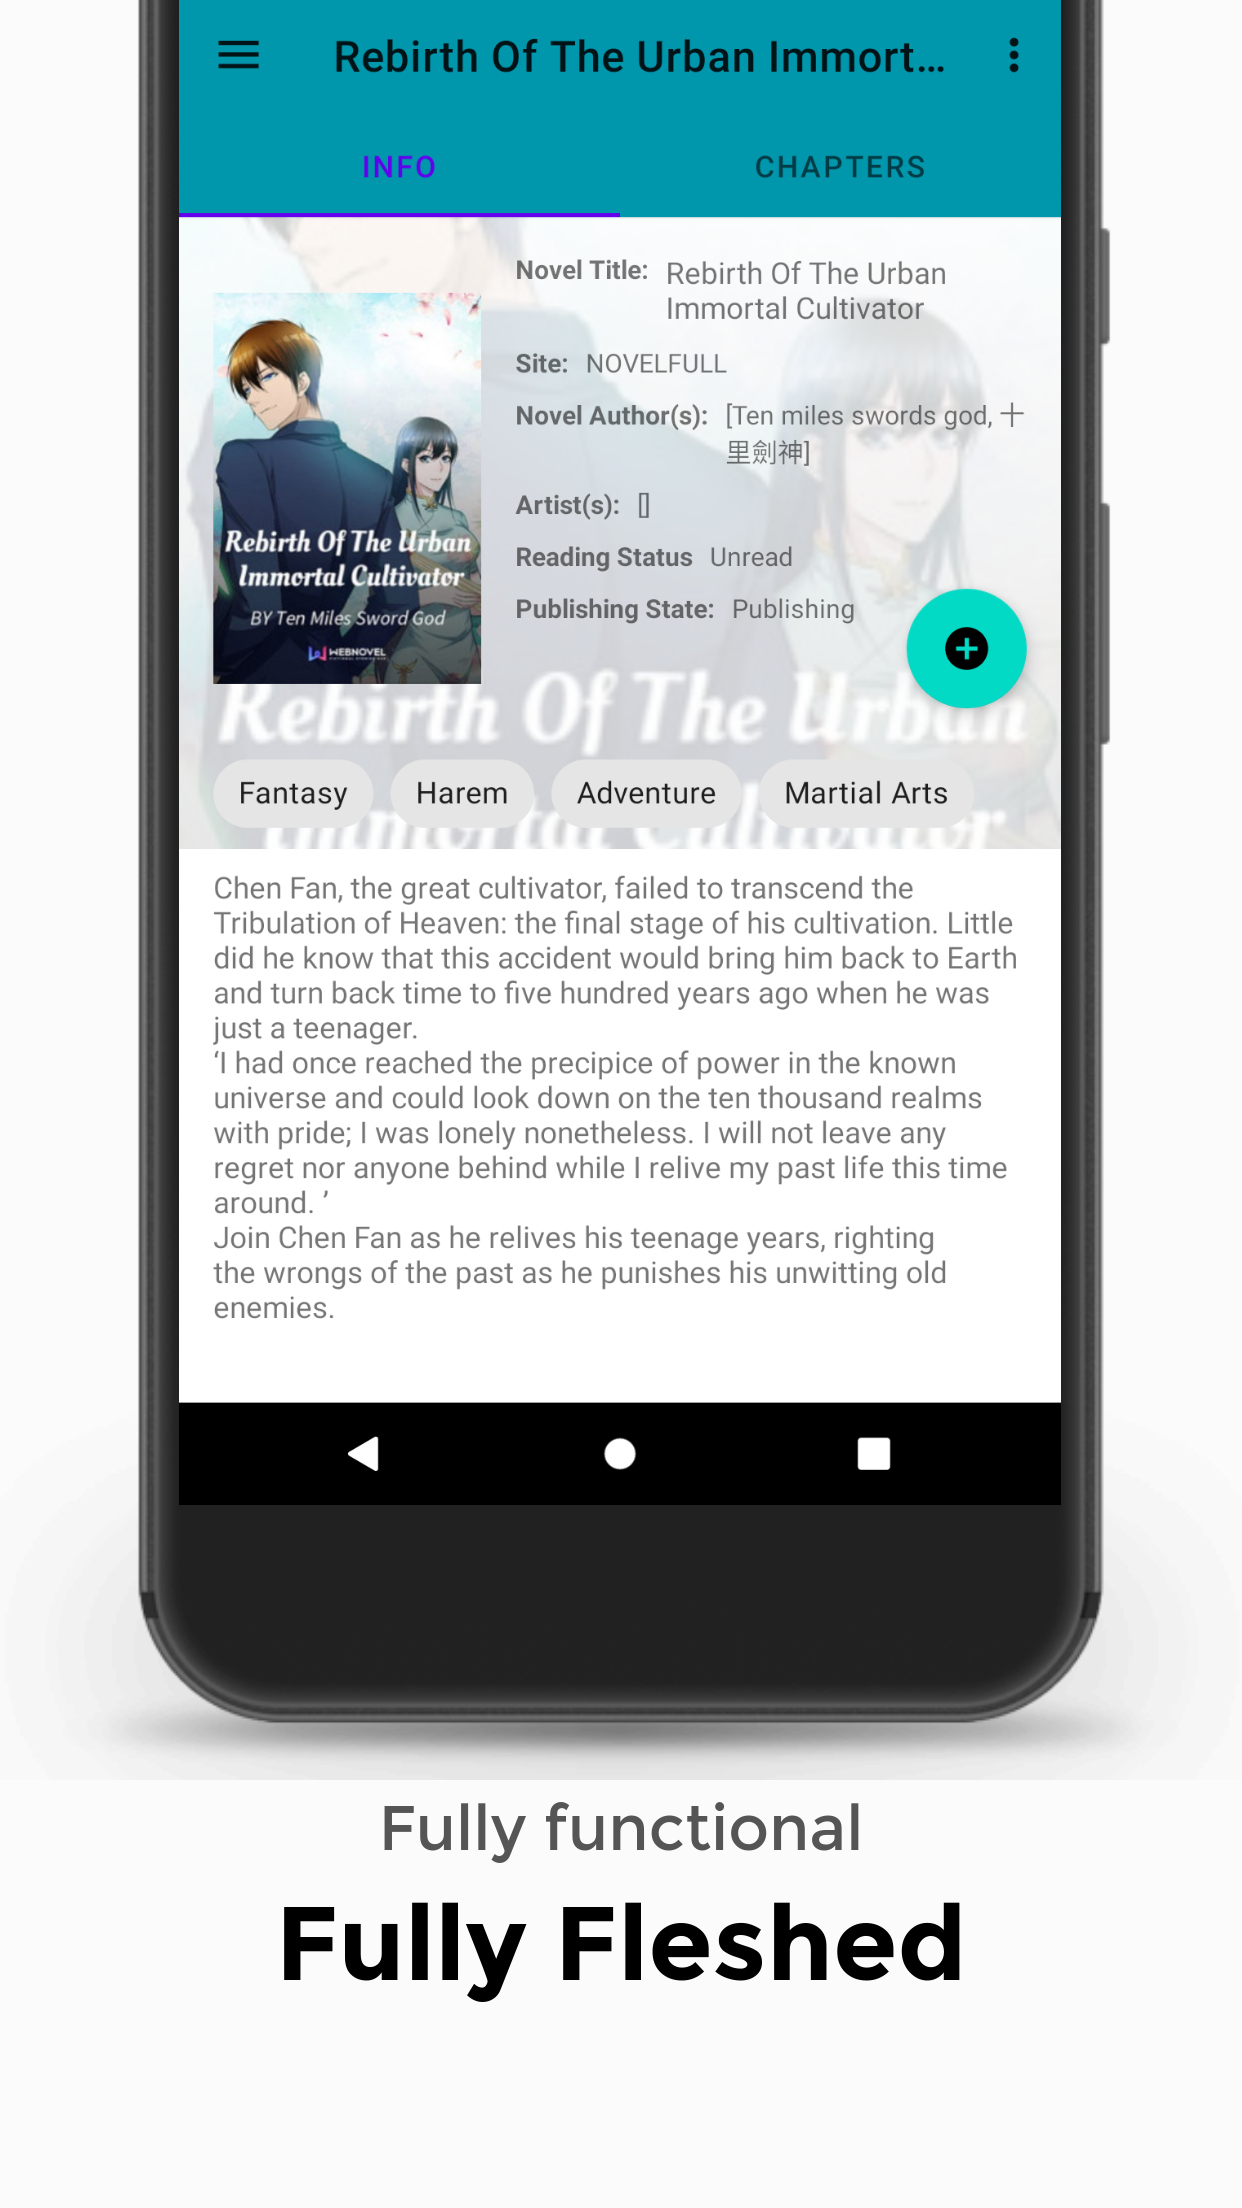 Rebirth Of The Urban Immort...
INFO
CHAPTERS
Novel Title: Rebirth Of The Urban
Immortal Cultivator
Site: NOVELFULL
Novel Author(s): [Ten miles swords god, 十
里劍神]
Artist(s): []
Reading Status Unread
Publishing State: Publishing
Rebirth Of The Urban
Immortal Cultivator
BY Ten Miles Sword God
WEBNOVEL
Rebirth Of The Urban
Immortal Cultivator
Fantasy
Harem
Adventure
Martial Arts
Chen Fan, the great cultivator, failed to transcend the
Tribulation of Heaven: the final stage of his cultivation. Little
did he know that this accident would bring him back to Earth
and turn back time to five hundred years ago when he was
just a teenager.
‘I had once reached the precipice of power in the known
universe and could look down on the ten thousand realms
with pride; I was lonely nonetheless. I will not leave any
regret nor anyone behind while I relive my past life this time
around. ’
Join Chen Fan as he relives his teenage years, righting
the wrongs of the past as he punishes his unwitting old
enemies.
Fully functional
Fully Fleshed